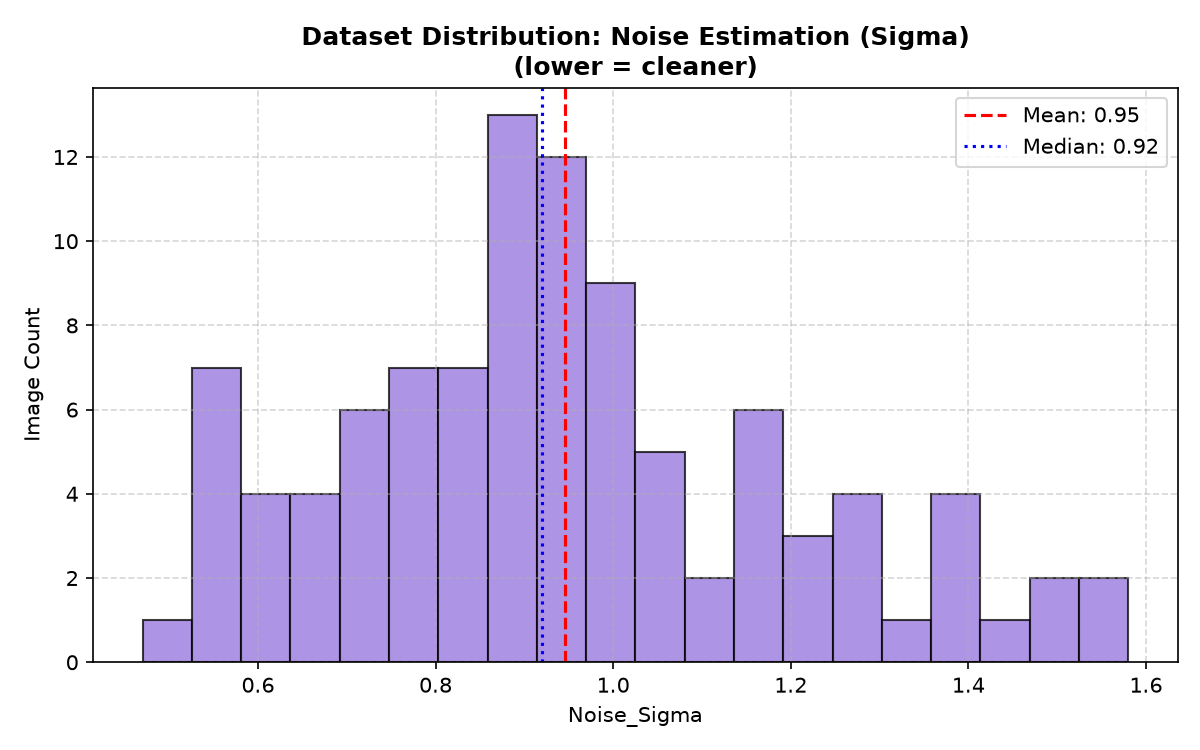 Dataset Distribution: Noise Estimation (Sigma)
(lower = cleaner)
Mean: 0.95
Median: 0.92
Image Count
12
10
8
6
4
2
0
0.6
0.8
1.0
1.2
1.4
1.6
Noise_Sigma